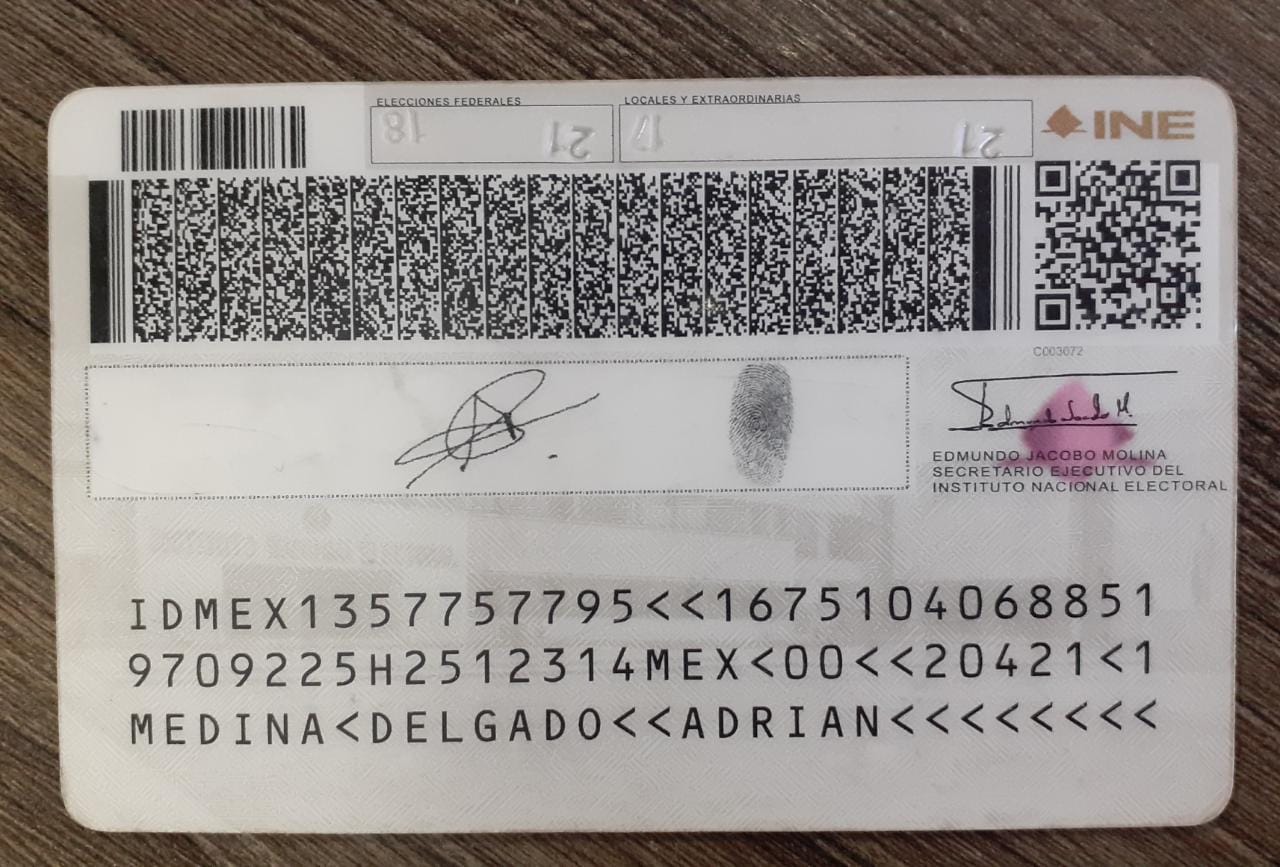 ELECCIONES FEDERALES
LOCALES Y EXTRAORDINARIAS
18 21 17 21
INE
C003072
EDMUNDO JACOBO MOLINA
SECRETARIO EJECUTIVO DEL
INSTITUTO NACIONAL ELECTORAL
IDMEX1357757795<<1675104068851
9709225H2512314MEX<00<<20421<1
MEDINA<DELGADO<<ADRIAN<<<<<<<<